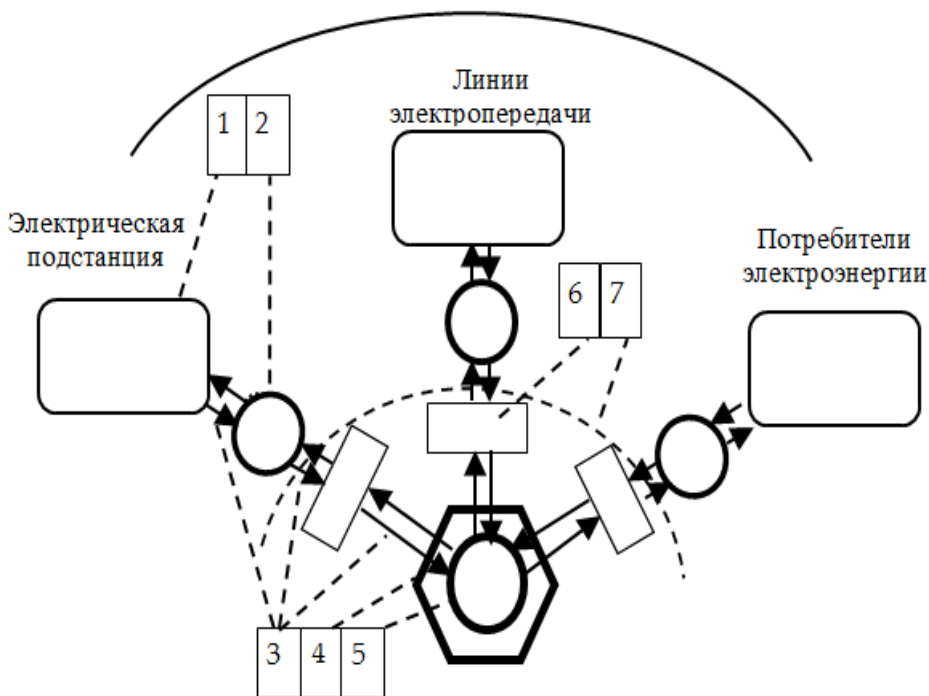 Линии
электропередачи
1 2
Электрическая
подстанция
Потребители
электроэнергии
6 7
3 4 5